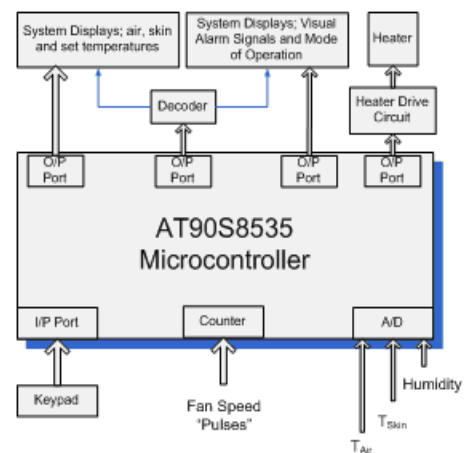 System Displays; air, skin
and set temperatures
System Displays; Visual
Alarm Signals and Mode
of Operation
Heater
Decoder
Heater Drive
Circuit
O/P
Port
O/P
Port
O/P
Port
O/P
Port
AT90S8535
Microcontroller
I/P Port
Counter
A/D
Keypad
Fan Speed
"Pulses"
Humidity
TSkin
TAir